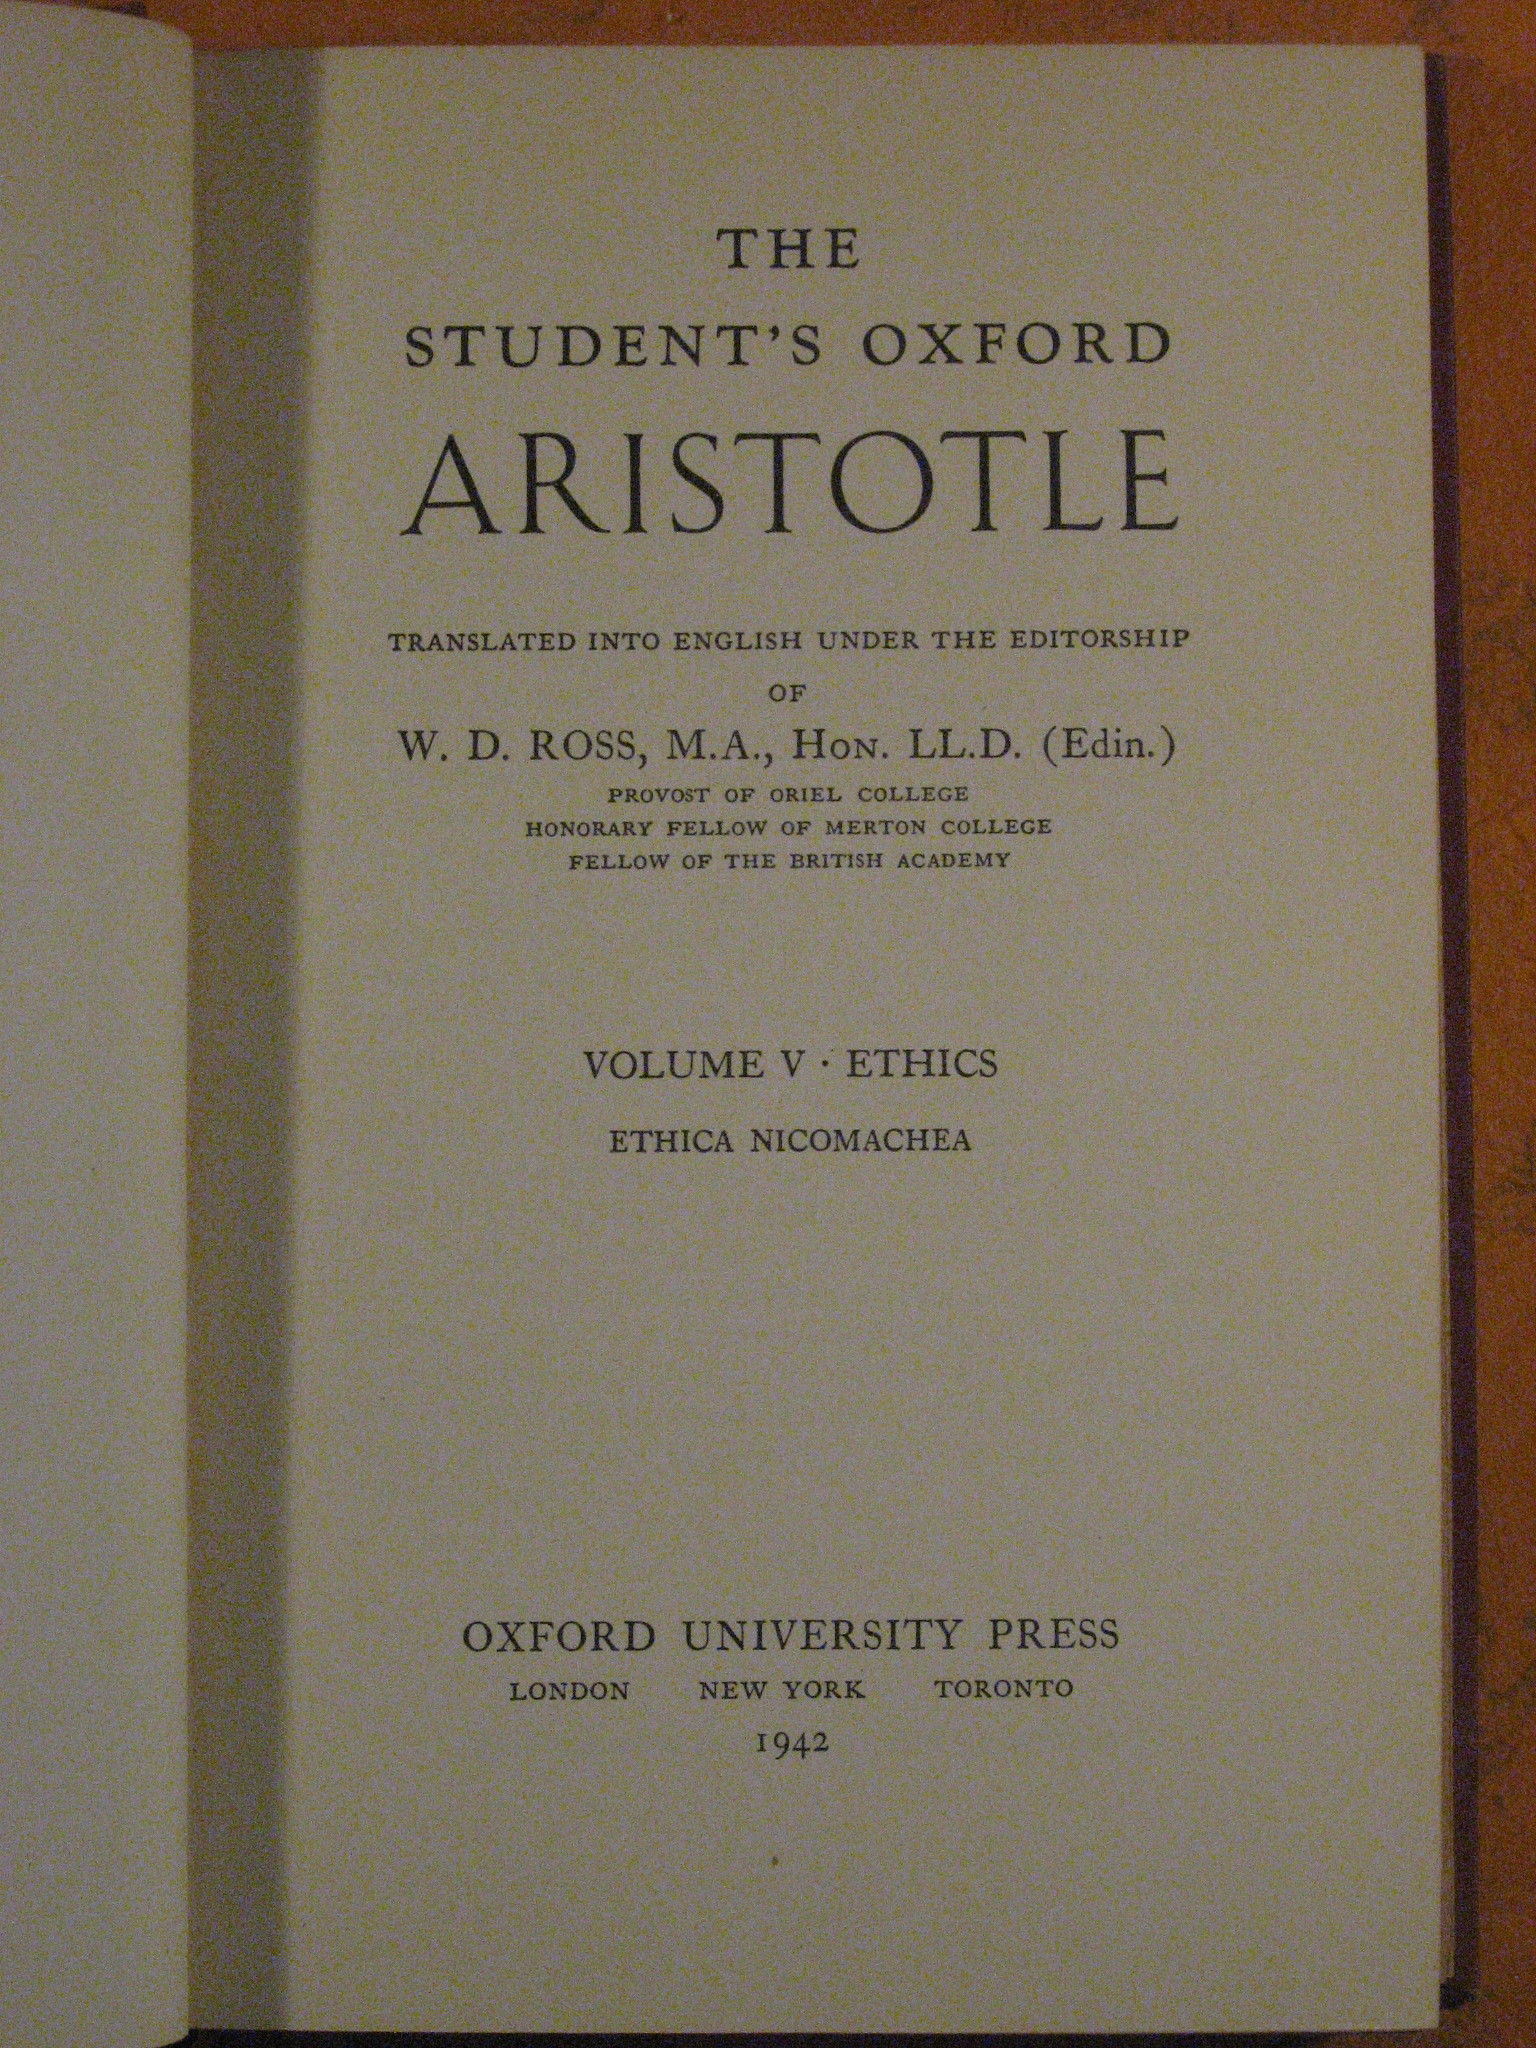 THE
STUDENT'S OXFORD
ARISTOTLE
TRANSLATED INTO ENGLISH UNDER THE EDITORSHIP
OF
W. D. ROSS, M.A., Hon. LL.D. (Edin.)
PROVOST OF ORIEL COLLEGE
HONORARY FELLOW OF MERTON COLLEGE
FELLOW OF THE BRITISH ACADEMY
VOLUME V · ETHICS
ETHICA NICOMACHEA
OXFORD UNIVERSITY PRESS
LONDON NEW YORK TORONTO
1942